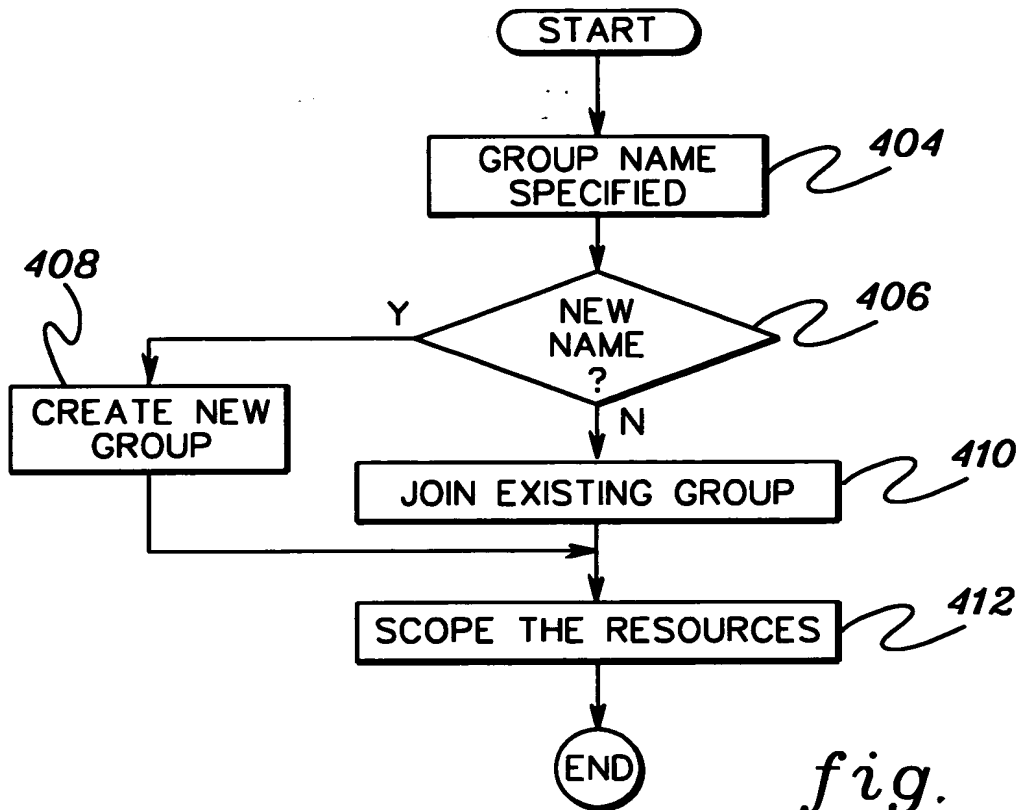 START
GROUP NAME
SPECIFIED
404
408
Y
NEW
NAME
?
406
CREATE NEW
GROUP
N
JOIN EXISTING GROUP
410
SCOPE THE RESOURCES
412
END
fig.